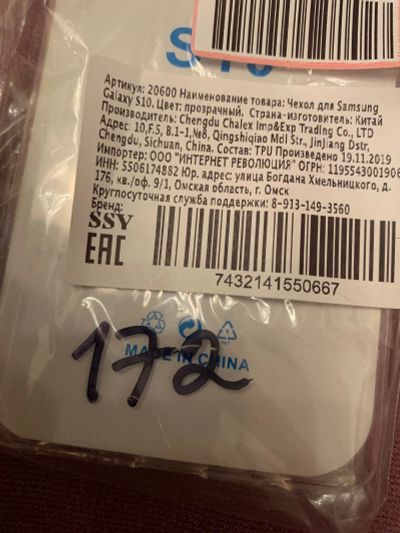 S10
Артикул: 20600 Наименование товара: Чехол для Samsung
Galaxy S10. Цвет: прозрачный. Страна-изготовитель: Китай
Производитель: Chengdu Chalex Imp&Exp Trading Co., LTD
Адрес: 10,F.5, B.1-1,№8, Qingshiqiao Mdl Str., Jinjiang Dstr,
Chengdu, Sichuan, China. Состав: TPU Произведено 19.11.2019
Импортер: ООО "ИНТЕРНЕТ РЕВОЛЮЦИЯ" ОГРН: 119554300190
ИНН: 5506174882 Юр. адрес: улица Богдана Хмельницкого, д.
176, кв./оф. 9/1, Омская область, г. Омск
Круглосуточная служба поддержки: 8-913-149-3560
Бренд:
SSY
EAC
7432141550667
MADE IN CHINA
172